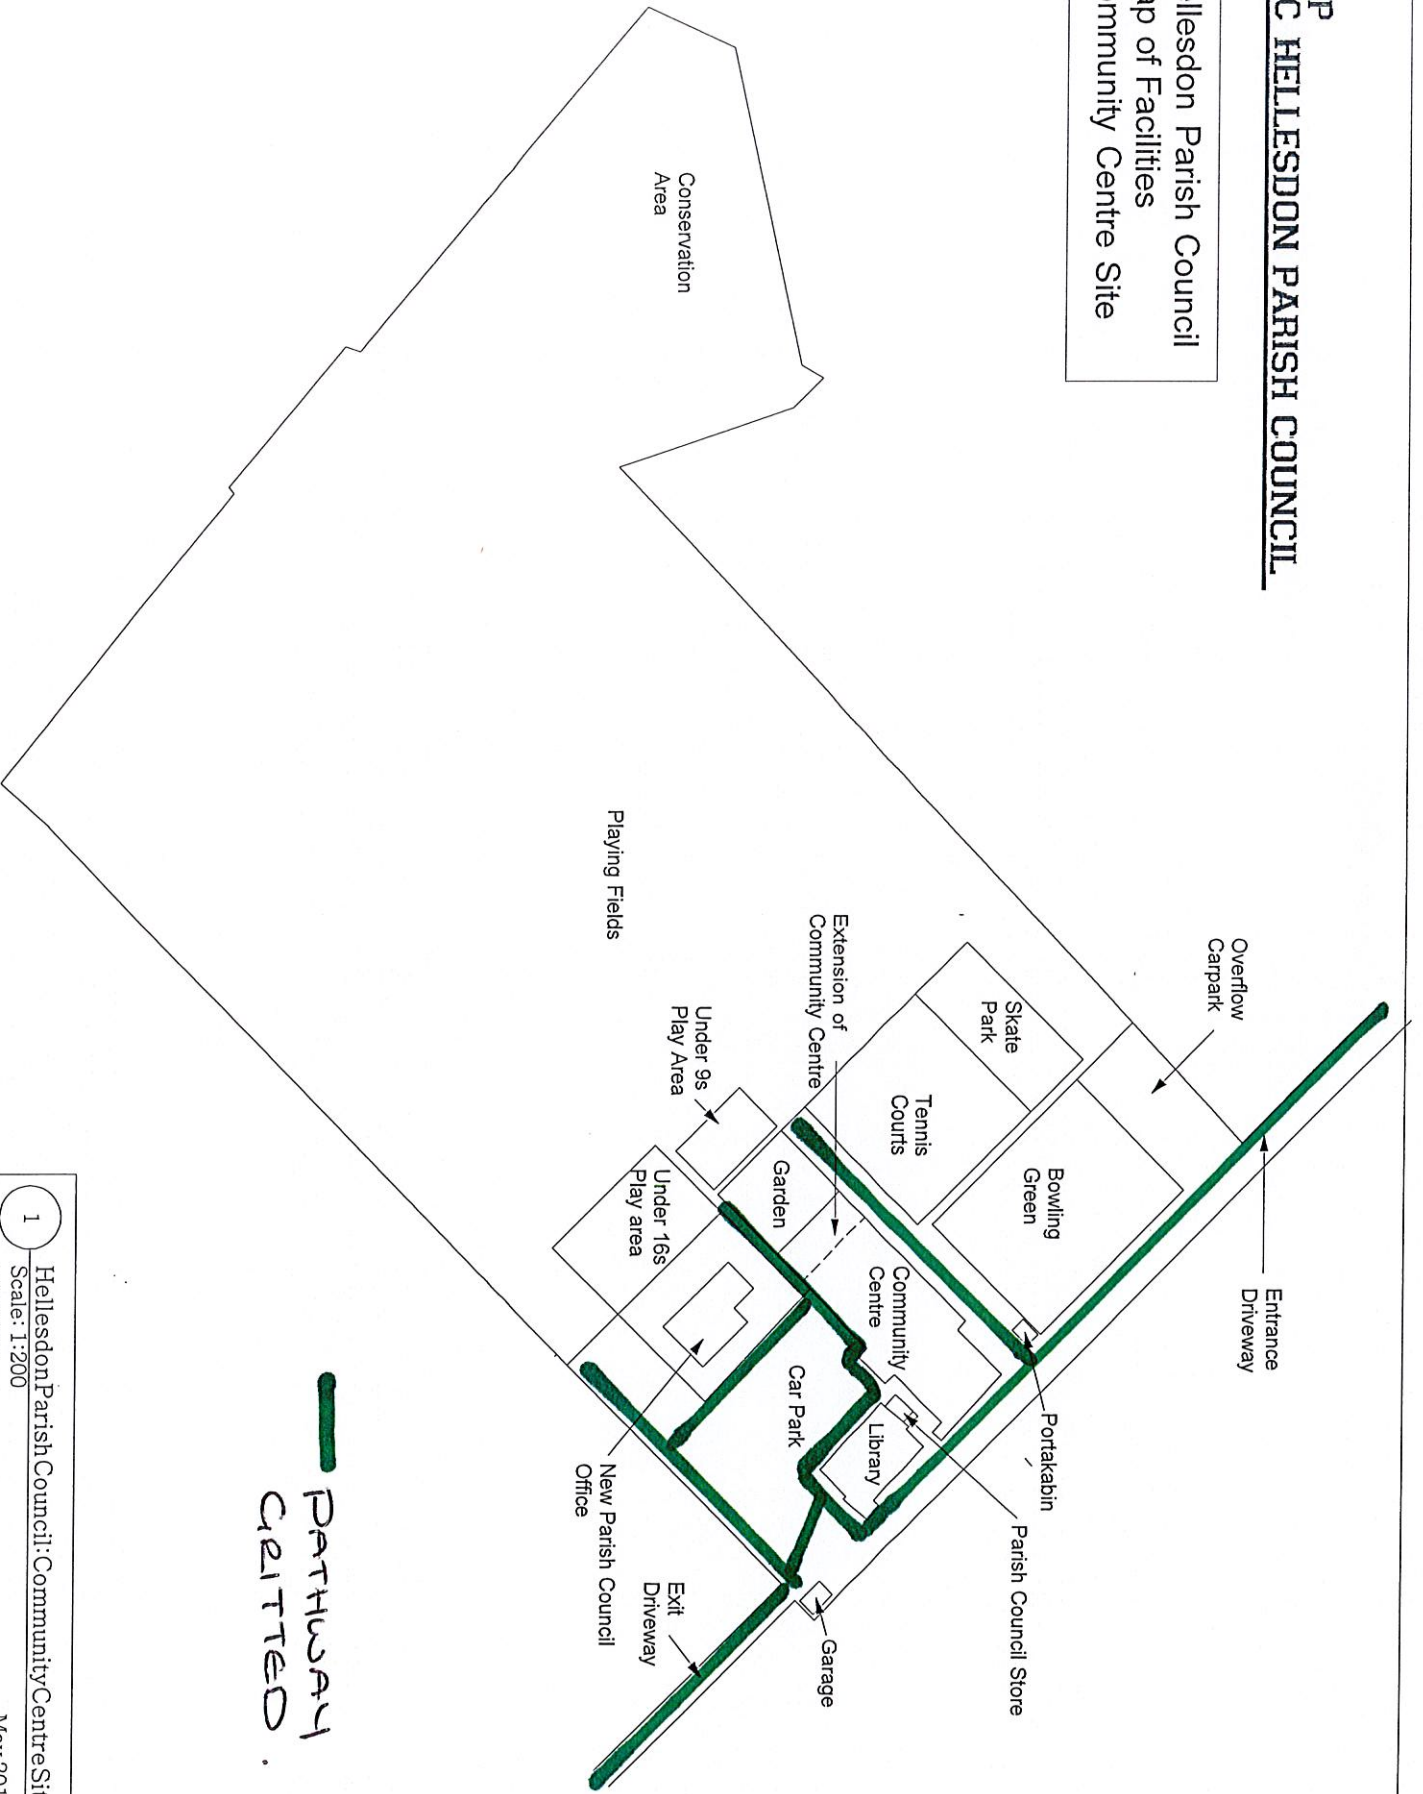 P
C HELLESDON PARISH COUNCIL
llesdon Parish Council
ap of Facilities
mmunity Centre Site
Overflow
Carpark
Entrance
Driveway
Skate
Park
Bowling
Green
Tennis
Courts
Portakabin
Extension of
Community Centre
Community
Centre
Parish Council Store
Library
Conservation
Area
Playing Fields
Under 9s
Play Area
Garden
Car Park
Garage
Under 16s
Play area
New Parish Council
Office
Exit
Driveway
PATHWAY
GRITTED.
1
HellesdonParishCouncil:CommunityCentreSit
Scale: 1:200